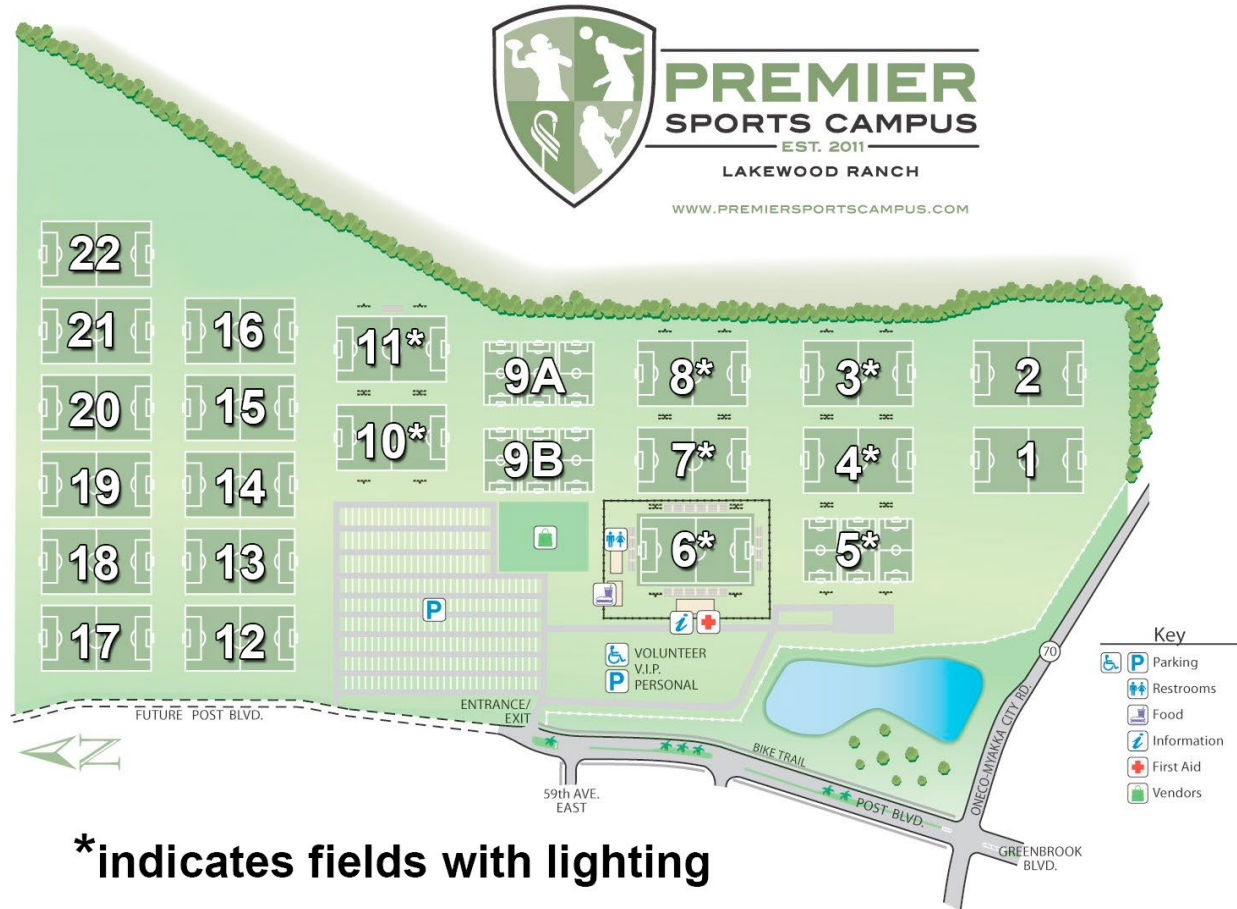 PREMIER
SPORTS CAMPUS
EST. 2011
LAKEWOOD RANCH
WWW.PREMIERSPORTSCAMPUS.COM
22
21
16
11*
9A
8*
3*
2
20
15
10*
9B
7*
4*
1
19
14
6*
5*
18
13
P
17
12
i
VOLUNTEER
V.I.P.
P PERSONAL
ENTRANCE/
EXIT
FUTURE POST BLVD.
N
59th AVE.
EAST
BIKE TRAIL
POST BLVD.
70
ONECO-MYAKKA CITY RD.
GREENBROOK
BLVD.
Key
P Parking
Restrooms
Food
i Information
First Aid
Vendors
*indicates fields with lighting